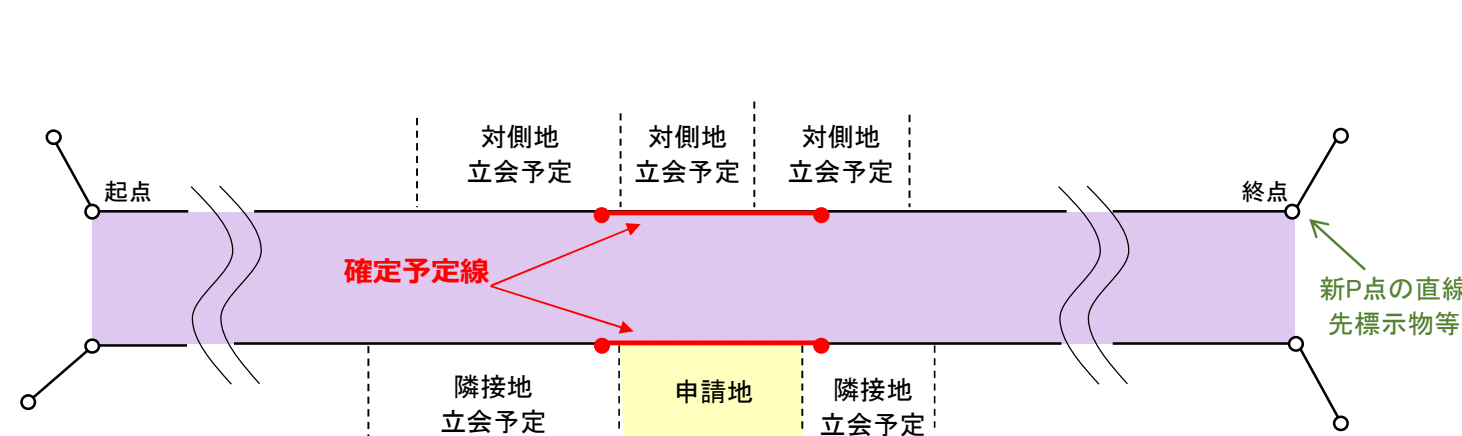 対側地
立会予定
対側地
立会予定
対側地
立会予定
起点
終点
確定予定線
新P点の直線
先標示物等
隣接地
立会予定
申請地
隣接地
立会予定